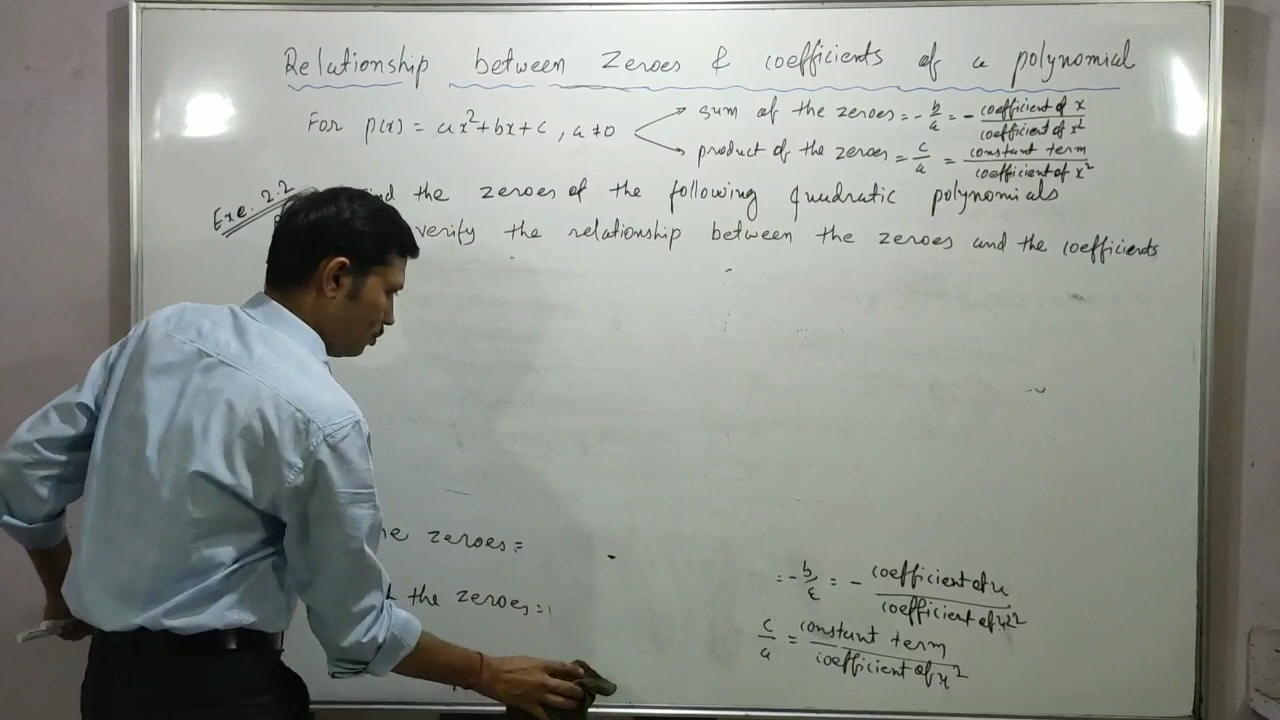 Relationship between Zeroes & coefficients of a polynomial
For p(x) = ax²+bx+c, a≠0
sum of the zeroes = - b/a = - coefficient of x / coefficient of x²
product of the zeroes = c/a = constant term / coefficient of x²
Exe. 2.2
the zeroes of the following quadratic polynomials
verify the relationship between the zeroes and the coefficients
zeroes =
the zeroes =
= - b/ = - coefficient of x / coefficient of x²
c/a = constant term / coefficient of x²